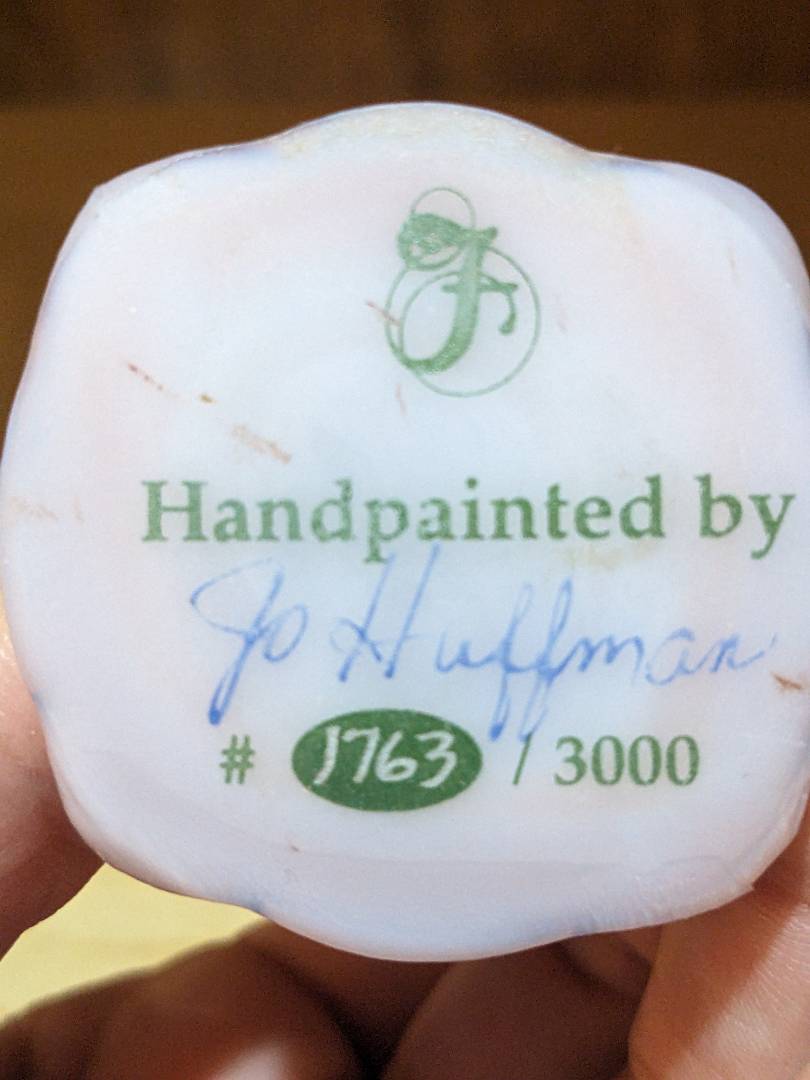 F
Handpainted by
Jo Huffman
# 1763 / 3000